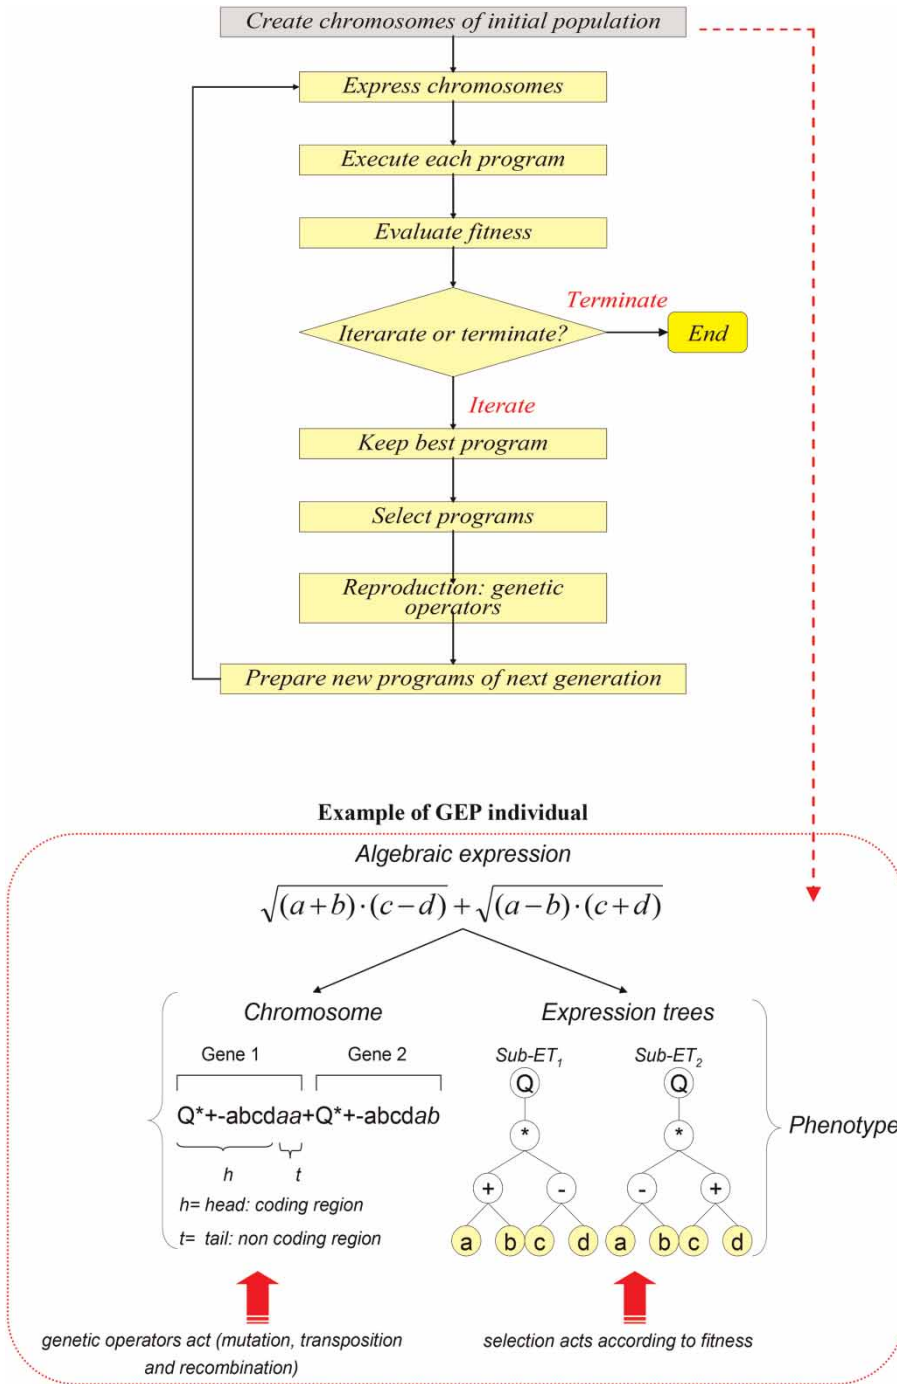 Create chromosomes of initial population
Express chromosomes
Execute each program
Evaluate fitness
Terminate
Iterarate or terminate?
End
Iterate
Keep best program
Select programs
Reproduction: genetic
operators
Prepare new programs of next generation
Example of GEP individual
Algebraic expression
√(a+b)·(c−d) + √(a−b)·(c+d)
Chromosome
Expression trees
Gene 1
Gene 2
Sub-ET₁
Sub-ET₂
Q*+-abcdaa+Q*+-abcdab
h
t
h= head: coding region
t= tail: non coding region
Q
Q
*
*
+
-
-
+
a
b
c
d
a
b
c
d
Phenotype
genetic operators act (mutation, transposition
and recombination)
selection acts according to fitness